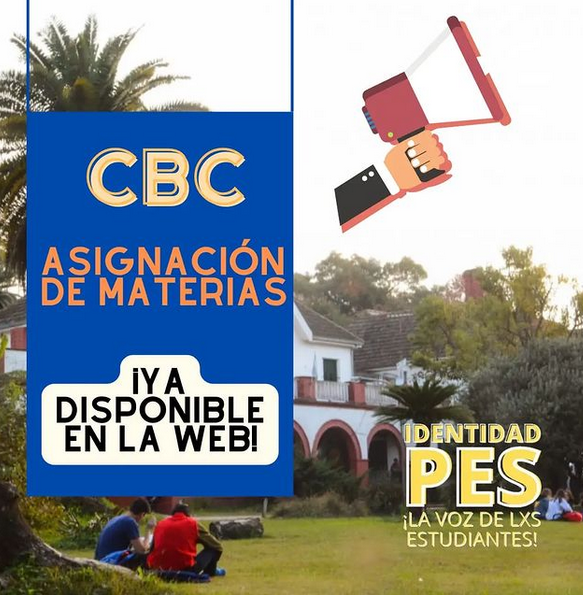 CBC
ASIGNACIÓN
DE MATERIAS
¡YA
DISPONIBLE
EN LA WEB!
IDENTIDAD
PES
¡LA VOZ DE LXS
ESTUDIANTES!